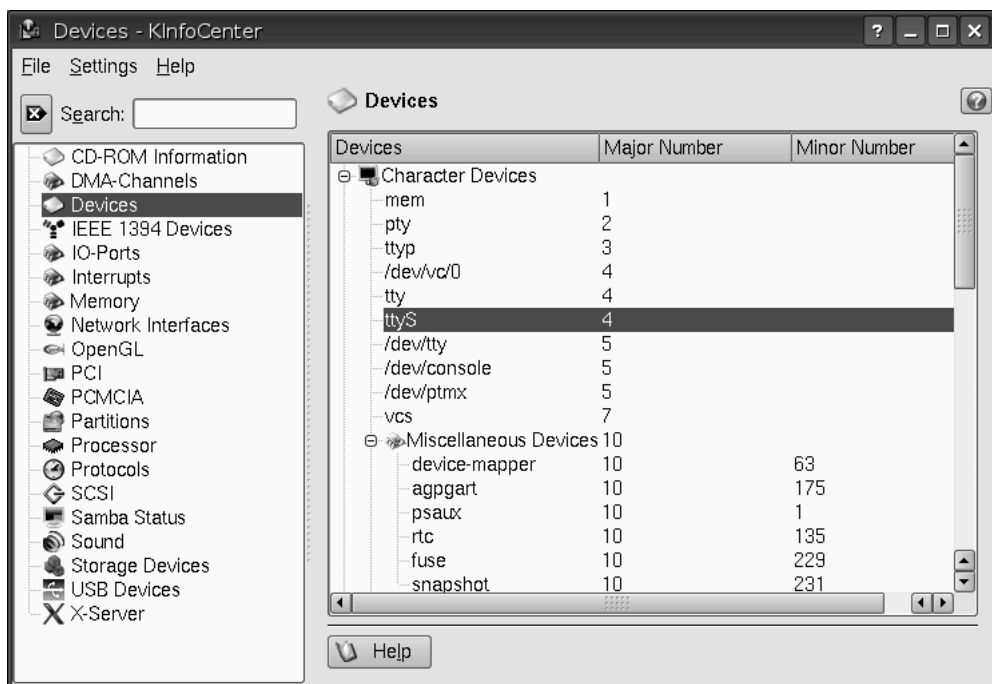 Devices - KInfoCenter
?
File Settings Help
Search:
CD-ROM Information
DMA-Channels
Devices
IEEE 1394 Devices
IO-Ports
Interrupts
Memory
Network Interfaces
OpenGL
PCI
PCMCIA
Partitions
Processor
Protocols
SCSI
Samba Status
Sound
Storage Devices
USB Devices
X-Server
Devices
Devices Major Number Minor Number
Character Devices
mem 1
pty 2
ttyp 3
/dev/vc/0 4
tty 4
ttyS 4
/dev/tty 5
/dev/console 5
/dev/ptmx 5
vcs 7
Miscellaneous Devices 10
device-mapper 10 63
agpgart 10 175
psaux 10 1
rtc 10 135
fuse 10 229
snapshot 10 231
Help